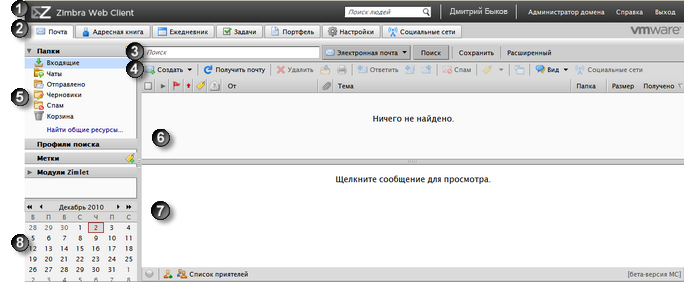 1 Zimbra Web Client Поиск людей Дмитрий Быков Администратор домена Справка Выход
2 Почта Адресная книга Ежедневник Задачи Портфель Настройки Социальные сети vmware
Папки
Входящие
Чаты
Отправлено
5 Черновики
Спам
Корзина
Найти общие ресурсы...
Профили поиска
Метки
Модули Zimlet
Декабрь 2010
В П В С Ч П С
28 29 30 1 2 3 4
5 6 7 8 9 10 11
8 12 13 14 15 16 17 18
19 20 21 22 23 24 25
26 27 28 29 30 31 1
2 3 4 5 6 7 8
3 Поиск Электронная почта Поиск Сохранить Расширенный
4 Создать Получить почту Удалить Ответить Спам Вид Социальные сети
От Тема Папка Размер Получено
Ничего не найдено.
6
Щелкните сообщение для просмотра.
7
Список приятелей [бета-версия МС]